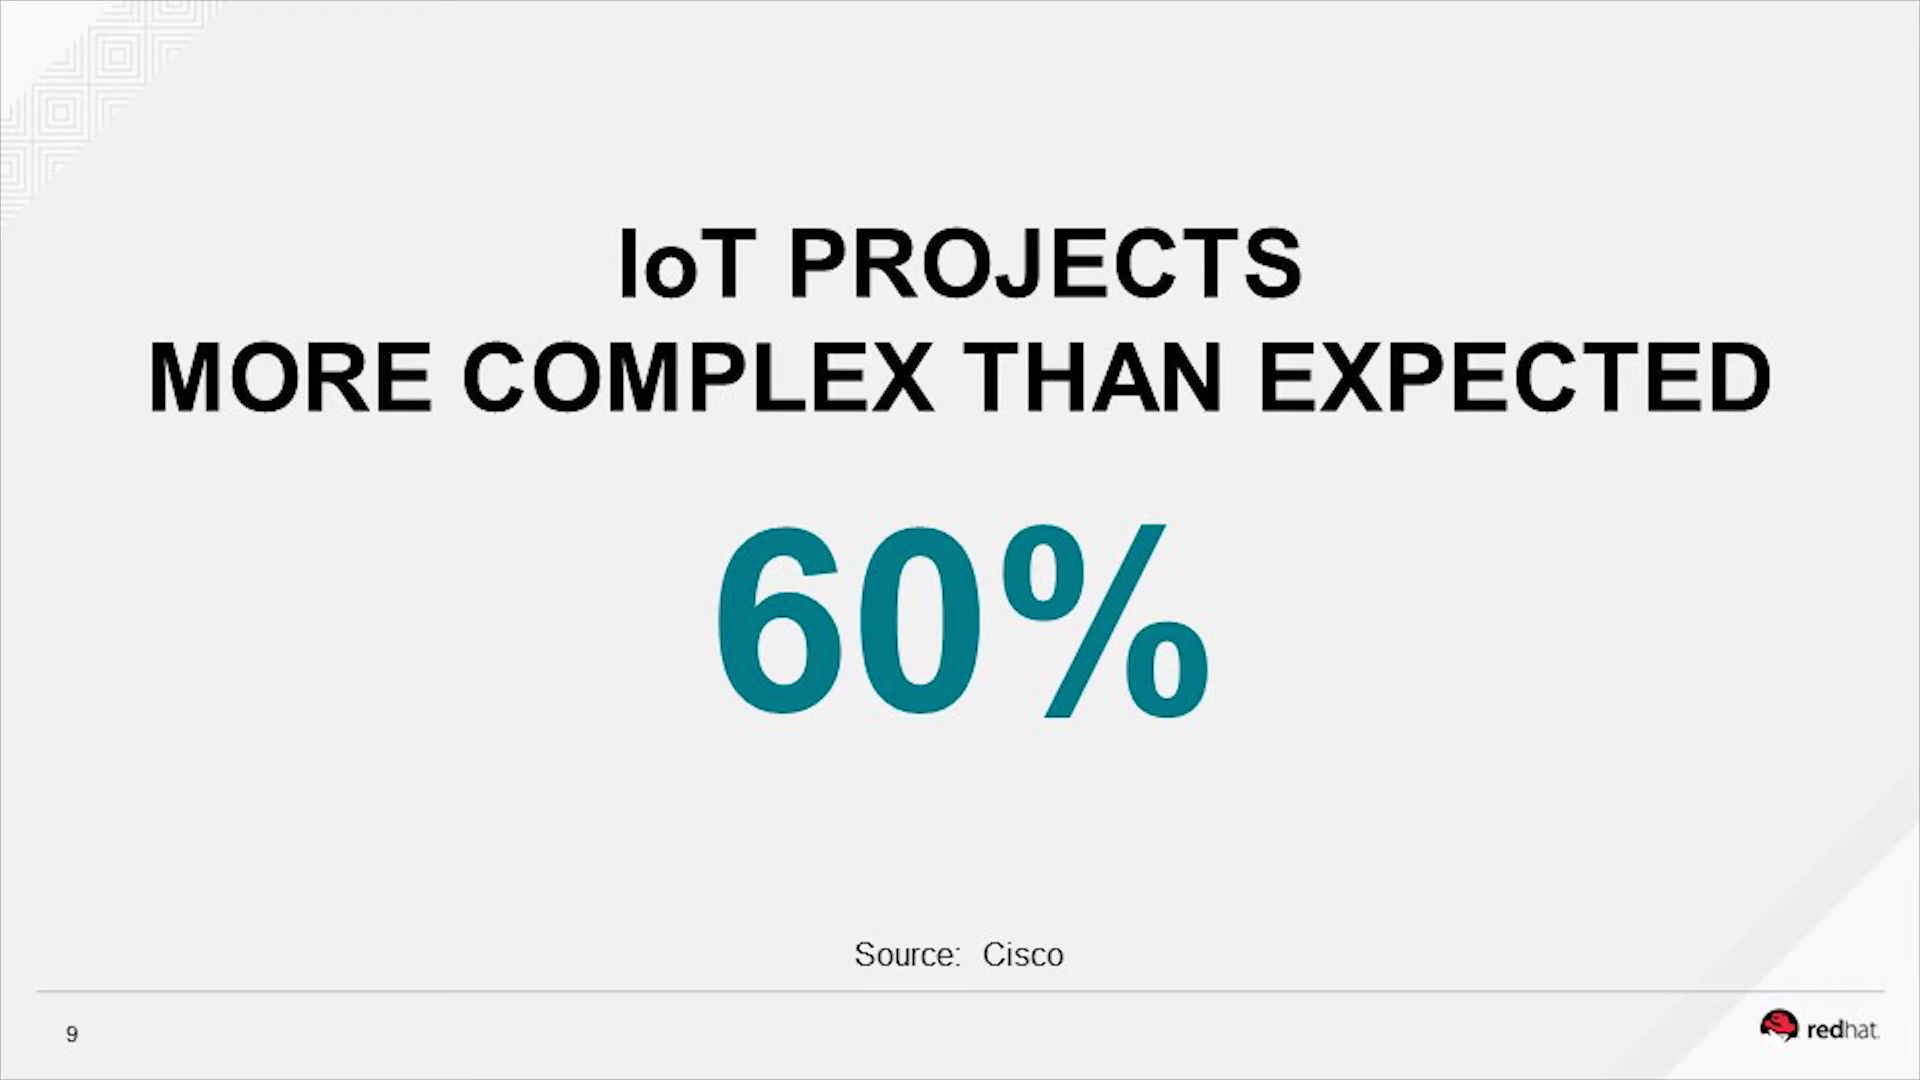 IoT PROJECTS
MORE COMPLEX THAN EXPECTED
60%
Source: Cisco
9
redhat.